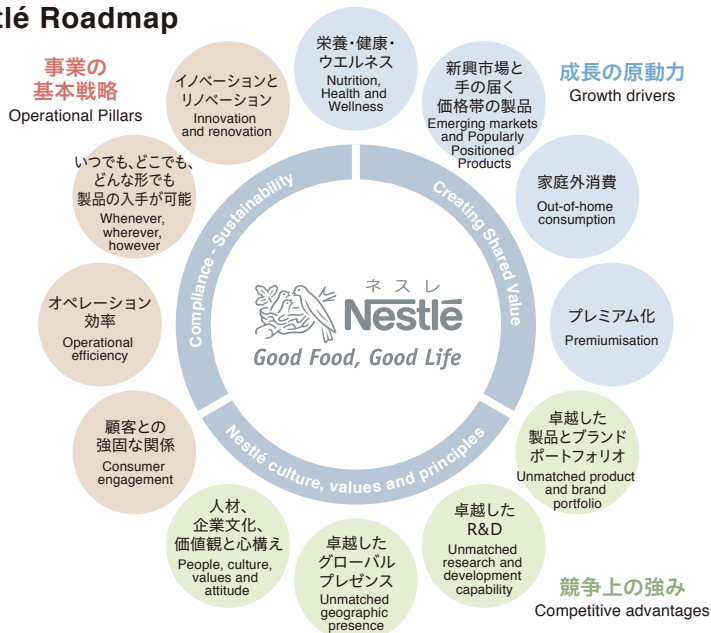 tlé Roadmap
事業の
基本戦略
Operational Pillars
成長の原動力
Growth drivers
イノベーションと
リノベーション
Innovation
and renovation
栄養・健康・
ウエルネス
Nutrition,
Health and
Wellness
新興市場と
手の届く
価格帯の製品
Emerging markets
and Popularly
Positioned
Products
いつでも、どこでも、
どんな形でも
製品の入手が可能
Whenever,
wherever,
however
家庭外消費
Out-of-home
consumption
オペレーション
効率
Operational
efficiency
プレミアム化
Premiumisation
顧客との
強固な関係
Consumer
engagement
卓越した
製品とブランド
ポートフォリオ
Unmatched product
and brand
portfolio
人材、
企業文化、
価値観と心構え
People, culture,
values and
attitude
卓越した
グローバル
プレゼンス
Unmatched
geographic
presence
卓越した
R&D
Unmatched
research and
development
capability
競争上の強み
Competitive advantages
Compliance - Sustainability
Creating Shared Value
Nestlé culture, values and principles
ネスレ
Nestlé
Good Food, Good Life